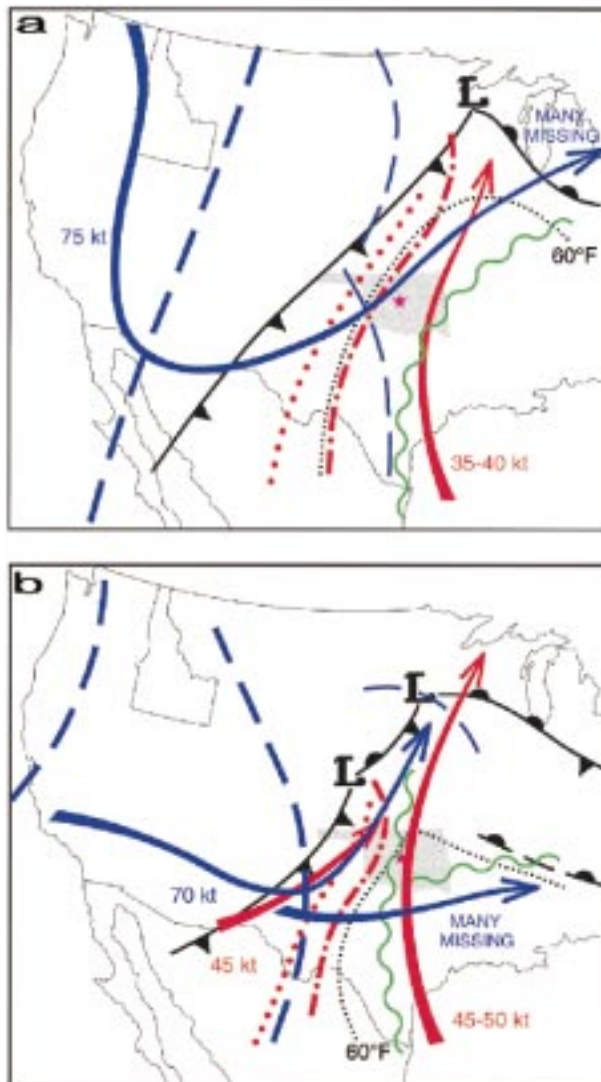 a
L
MANY
MISSING
75 kt
60°F
35-40 kt
b
L
L
70 kt
45 kt
MANY
MISSING
60°F
45-50 kt